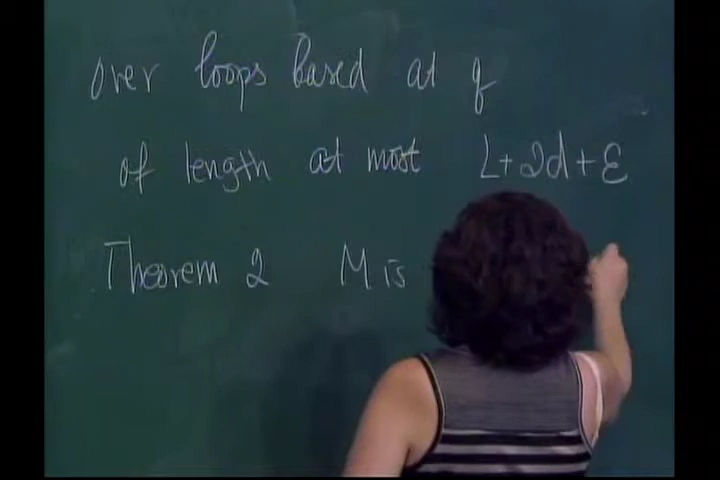 over loops based at q
of length at most L+2d+ε
Theorem 2 M is